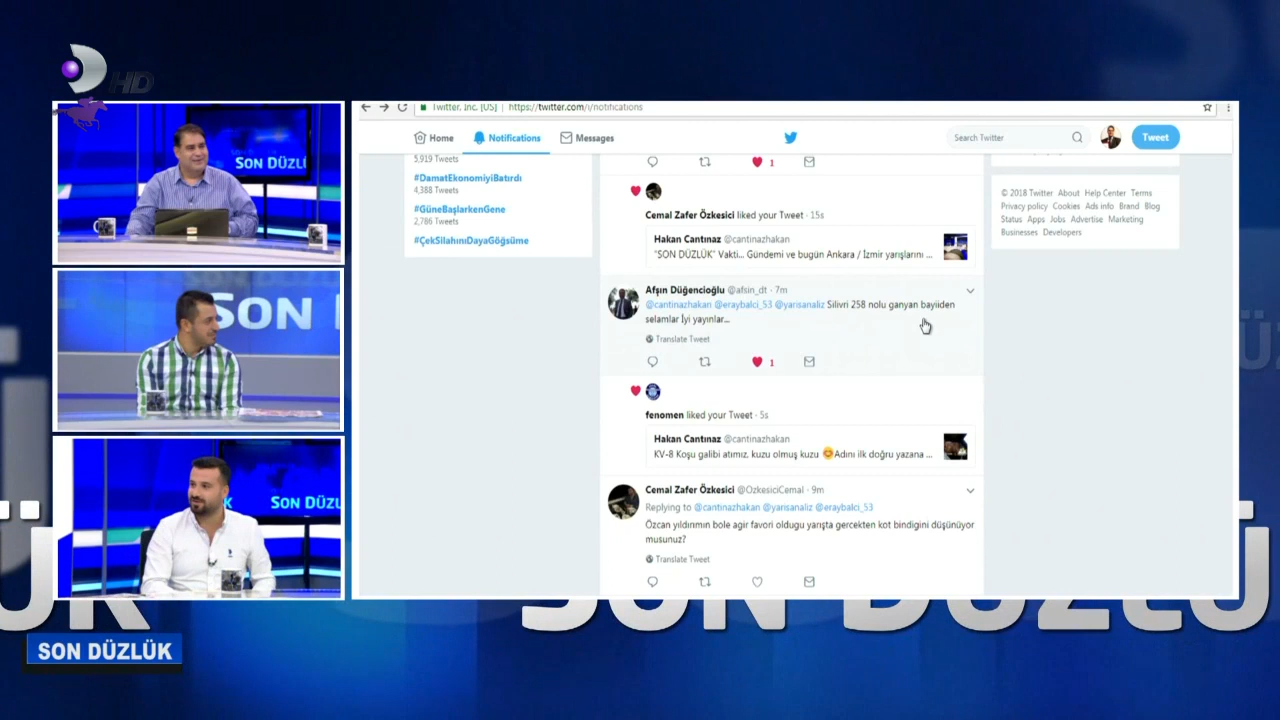 HD
SON DÜZLÜ
SON
SON DÜZ
Twitter, Inc. [US] | https://twitter.com/i/notifications
Home
Notifications
Messages
Search Twitter
Tweet
5,919 Tweets
#DamatEkonomiyiBatırdı
4,388 Tweets
#GüneBaşlarkenGene
2,786 Tweets
#ÇekSilahınıDayaGöğsüme
1
Cemal Zafer Özkesici liked your Tweet · 15s
Hakan Cantınaz @cantinazhakan
"SON DÜZLÜK" Vakti... Gündemi ve bugün Ankara / İzmir yarışlarını ...
Afşın Düğencioğlu @afsin_dt · 7m
@cantinazhakan @eraybalci_53 @yarisanaliz Silivri 258 nolu ganyan bayiiden
selamlar İyi yayınlar...
Translate Tweet
1
fenomen liked your Tweet · 5s
Hakan Cantınaz @cantinazhakan
KV-8 Koşu galibi atımız, kuzu olmuş kuzu 😊Adını ilk doğru yazana ...
Cemal Zafer Özkesici @OzkesiciCemal · 9m
Replying to @cantinazhakan @yarisanaliz @eraybalci_53
Özcan yıldırımın bole agir favori oldugu yarışta gercekten kot bindigini düşünüyor
musunuz?
Translate Tweet
© 2018 Twitter About Help Center Terms
Privacy policy Cookies Ads info Brand Blog
Status Apps Jobs Advertise Marketing
Businesses Developers
ÜK
SON DÜZLÜ
SON DÜZLÜK